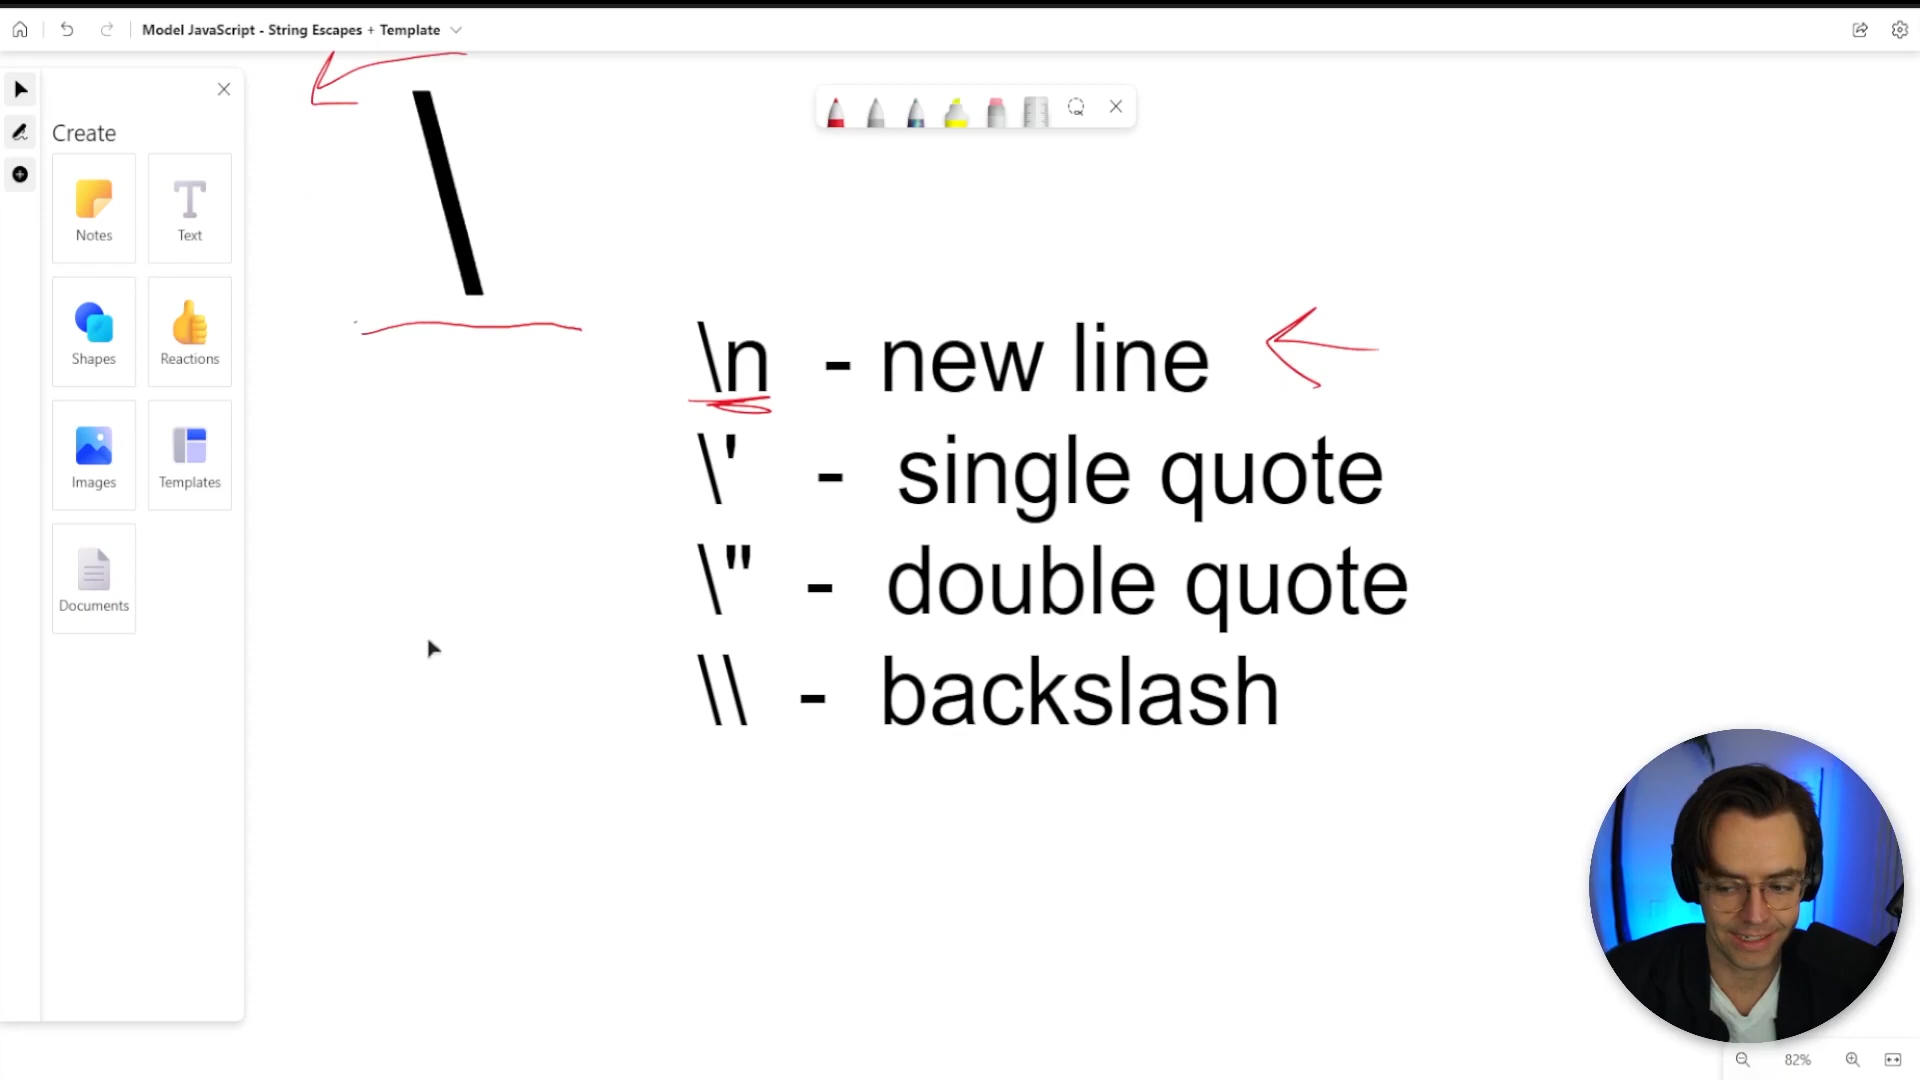 Model JavaScript - String Escapes + Template
Create
Notes
Text
Shapes
Reactions
Images
Templates
Documents
\
\n - new line
\' - single quote
\" - double quote
\\ - backslash
82%